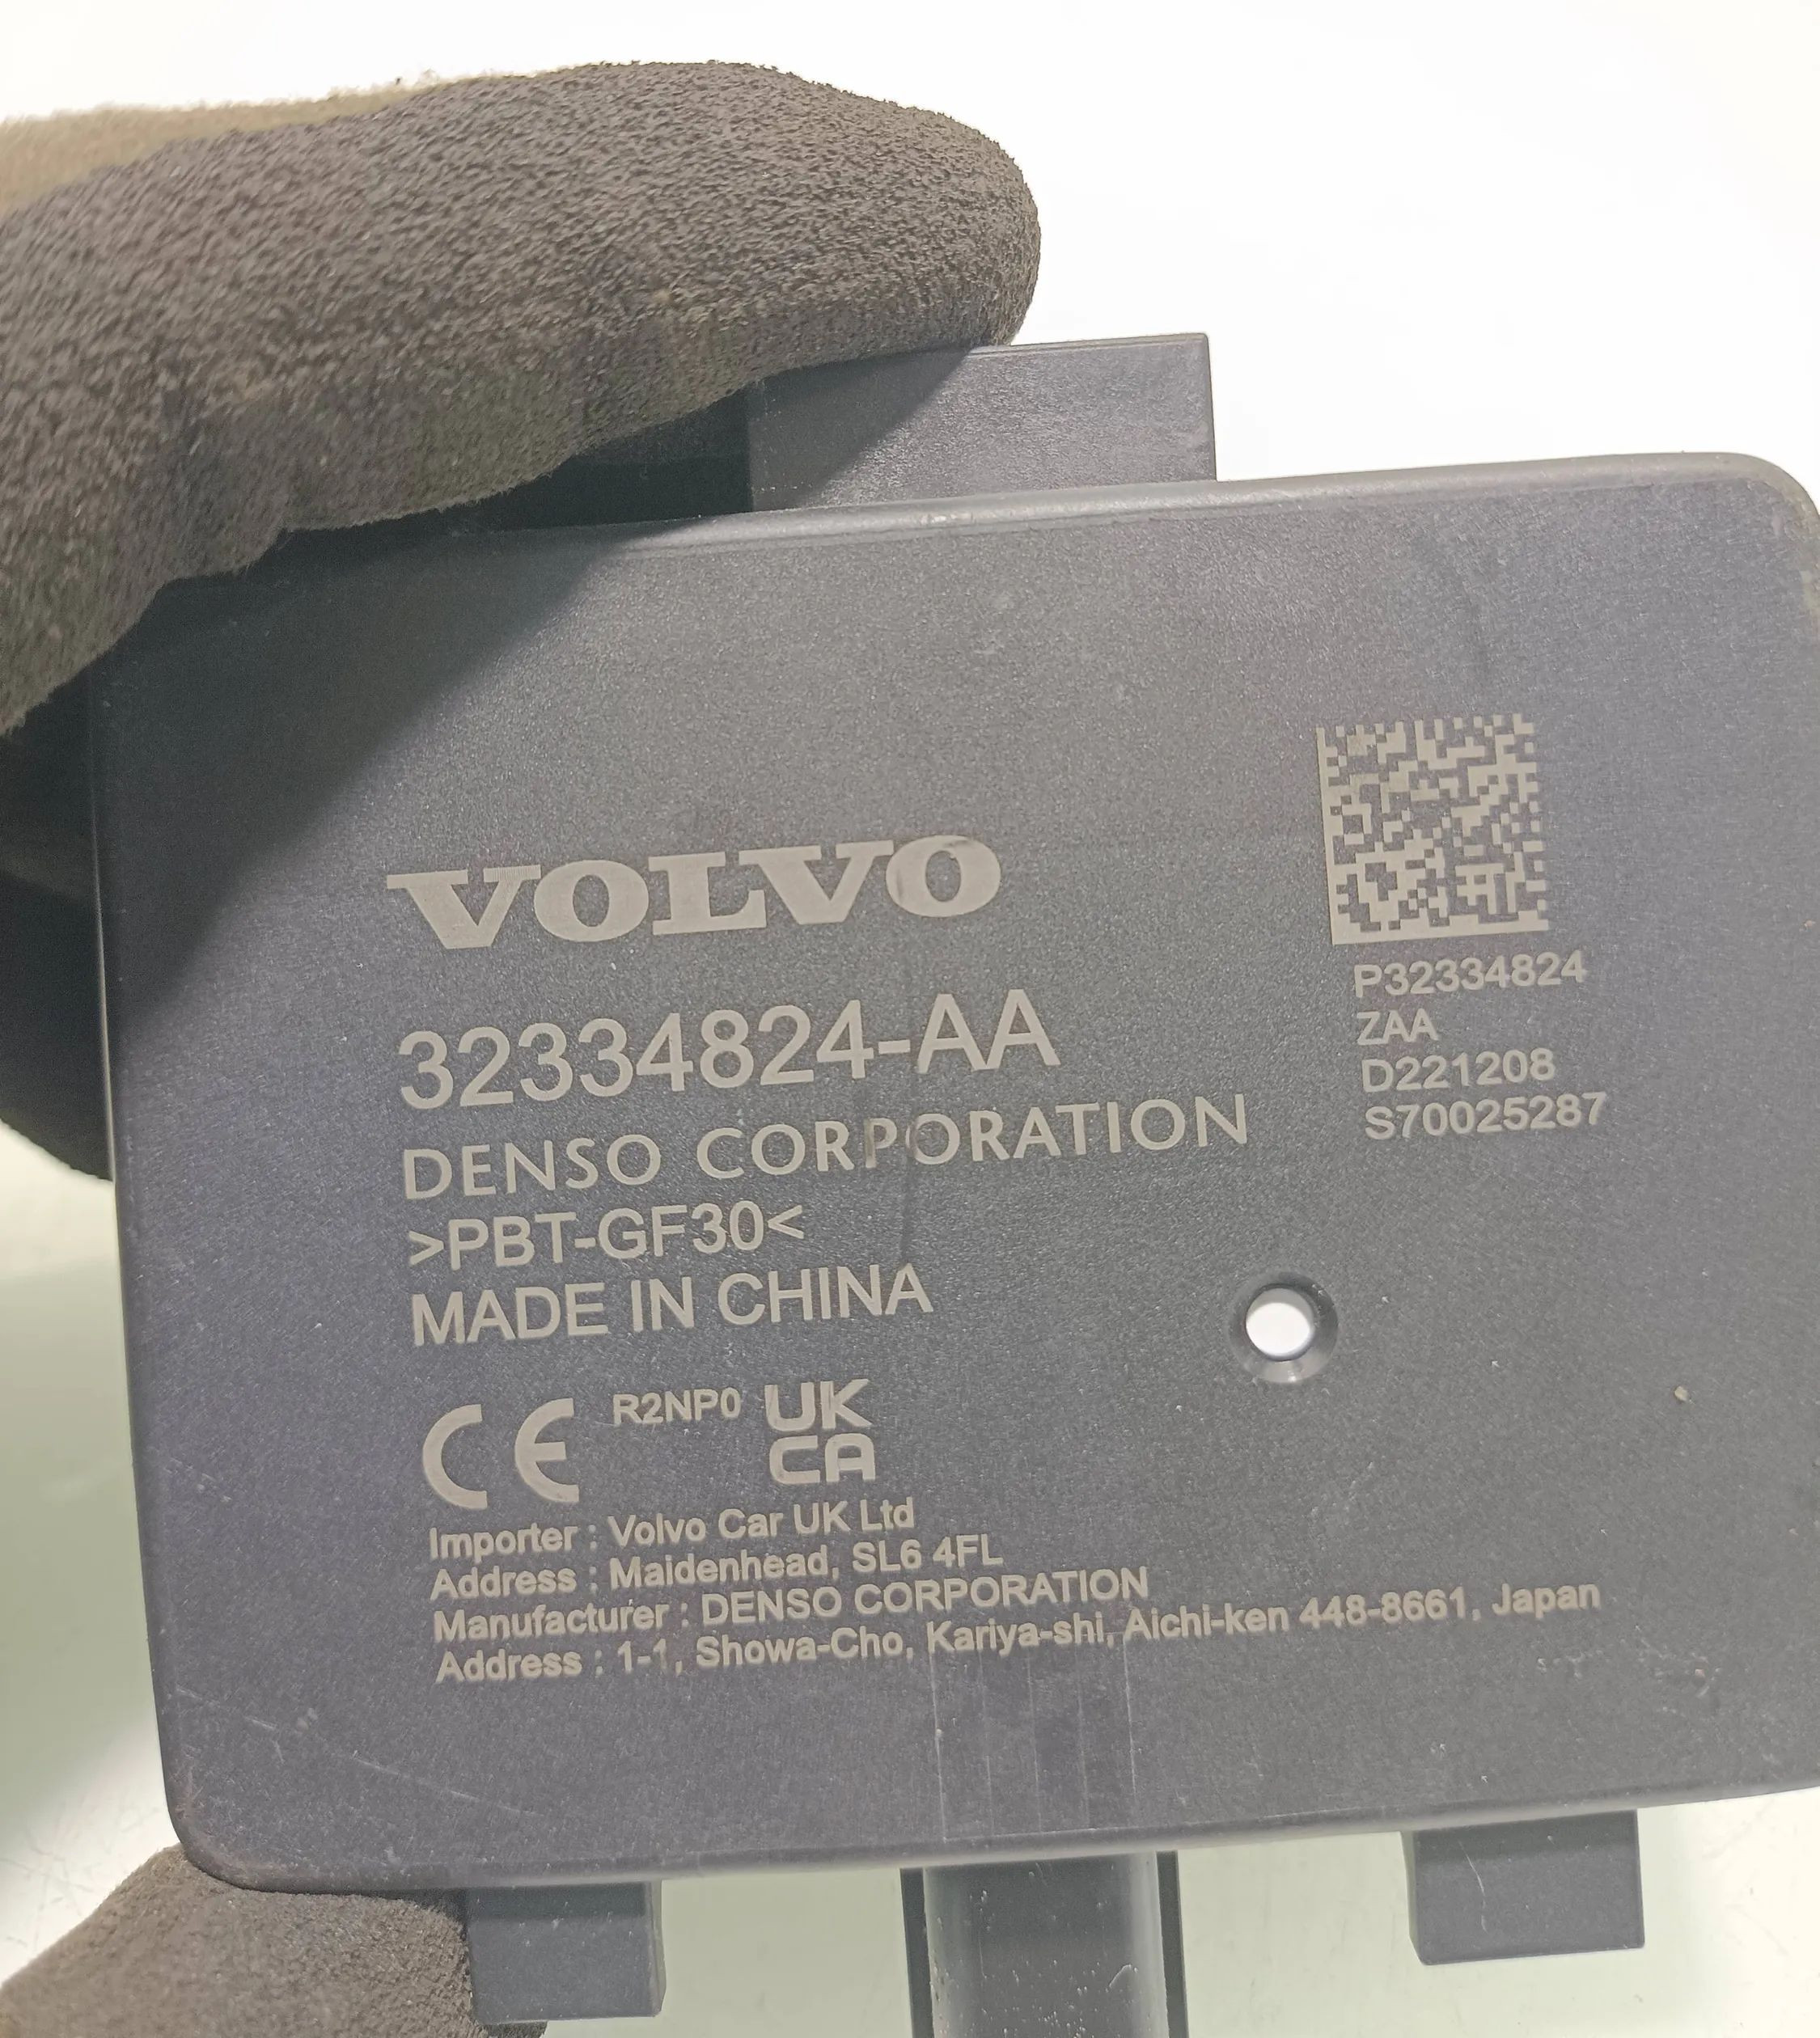 VOLVO
32334824-AA
DENSO CORPORATION
>PBT-GF30<
MADE IN CHINA
P32334824
ZAA
D221208
S70025287
CE R2NP0 UK
CA
Importer : Volvo Car UK Ltd
Address : Maidenhead, SL6 4FL
Manufacturer : DENSO CORPORATION
Address : 1-1, Showa-Cho, Kariya-shi, Aichi-ken 448-8661, Japan